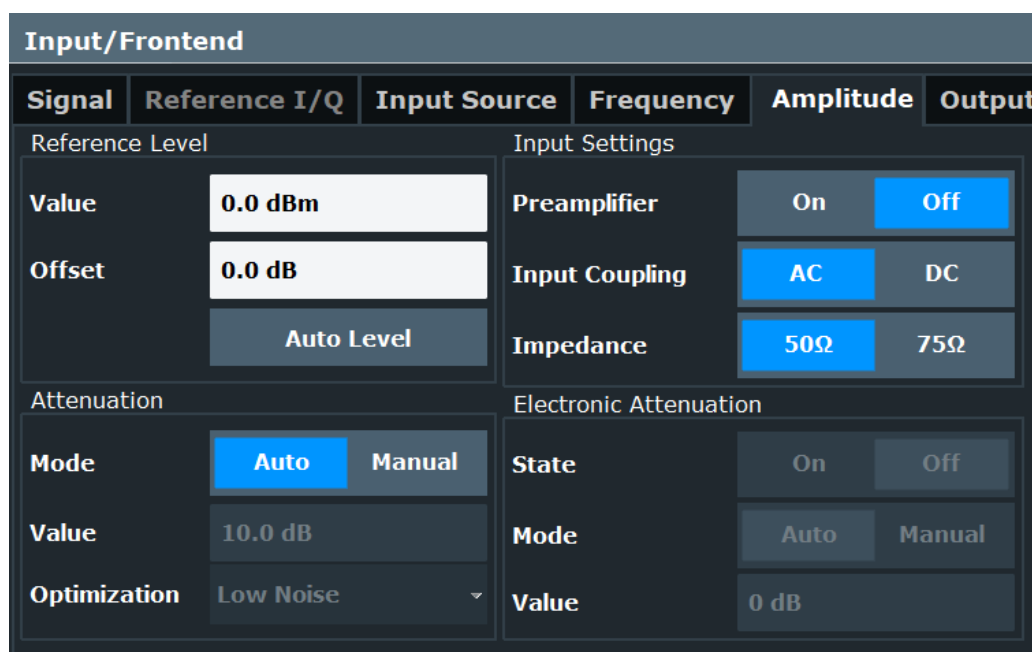 Input/Frontend
Signal Reference I/Q Input Source Frequency Amplitude Output
Reference Level
Value 0.0 dBm
Offset 0.0 dB
Auto Level
Input Settings
Preamplifier On Off
Input Coupling AC DC
Impedance 50Ω 75Ω
Attenuation
Mode Auto Manual
Value 10.0 dB
Optimization Low Noise
Electronic Attenuation
State On Off
Mode Auto Manual
Value 0 dB